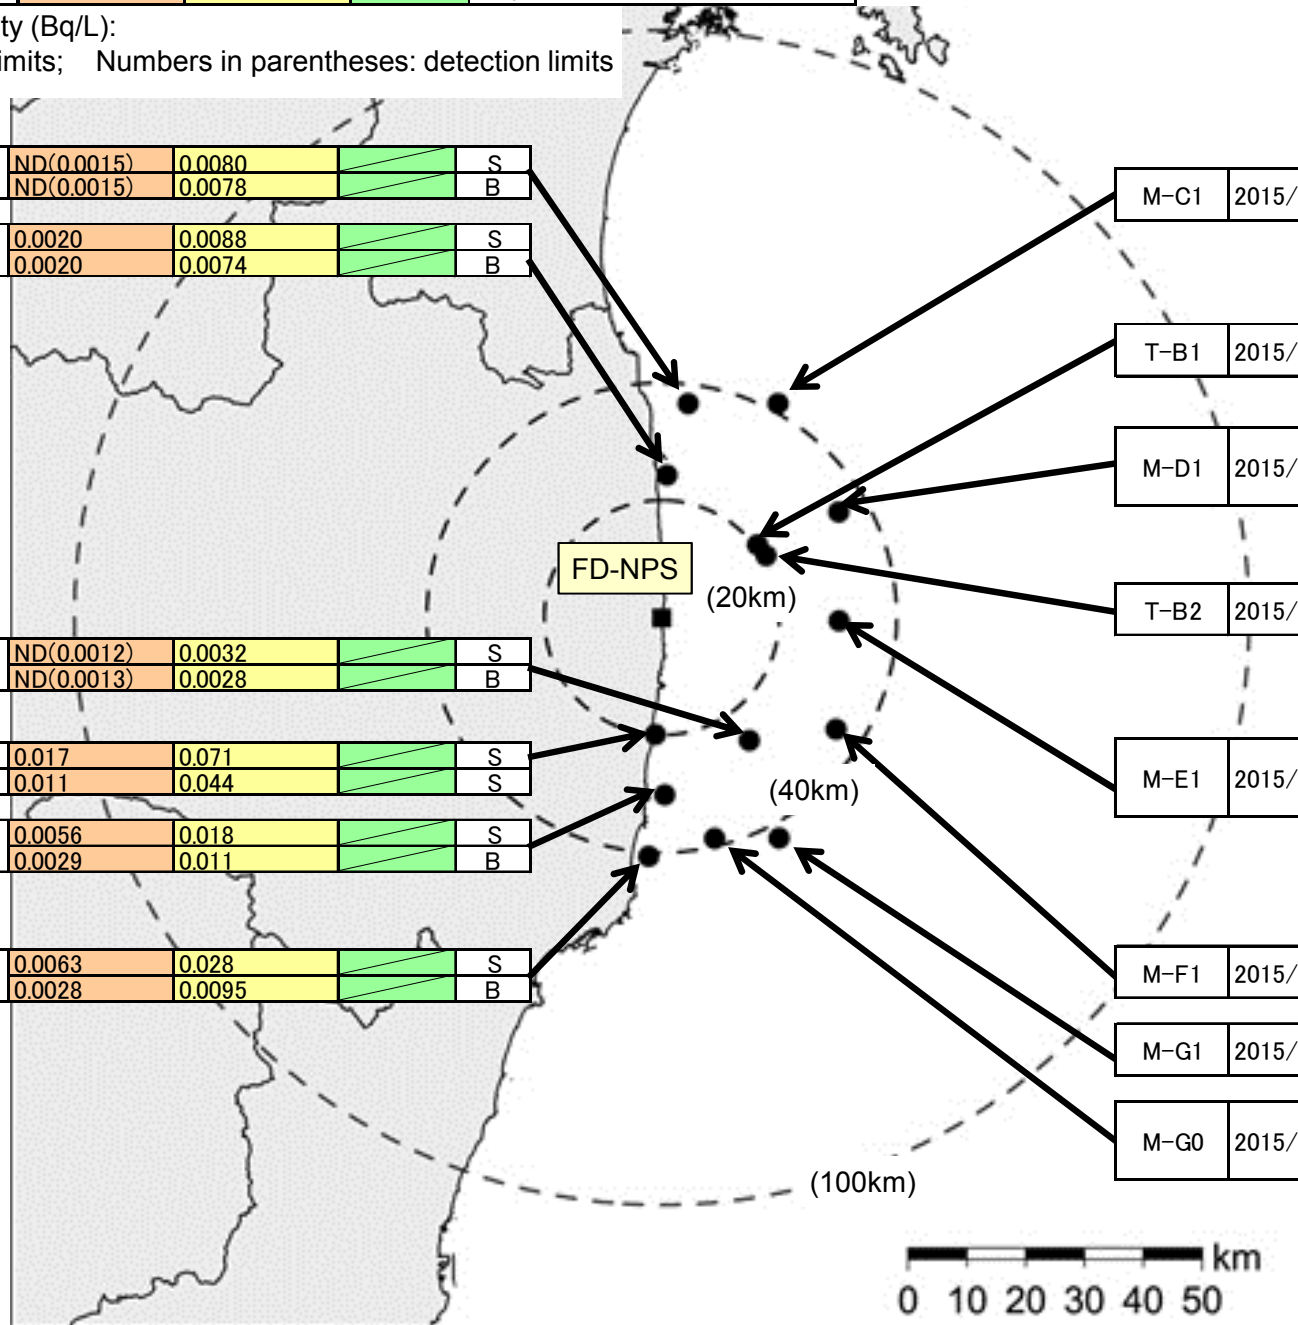 ty (Bq/L):
imits; Numbers in parentheses: detection limits
ND(0.0015) 0.0080 S
ND(0.0015) 0.0078 B
0.0020 0.0088 S
0.0020 0.0074 B
M-C1 2015/
T-B1 2015/
M-D1 2015/
FD-NPS
(20km)
T-B2 2015/
ND(0.0012) 0.0032 S
ND(0.0013) 0.0028 B
0.017 0.071 S
0.011 0.044 S
M-E1 2015/
(40km)
0.0056 0.018 S
0.0029 0.011 B
0.0063 0.028 S
0.0028 0.0095 B
M-F1 2015/
M-G1 2015/
M-G0 2015/
(100km)
km
0 10 20 30 40 50